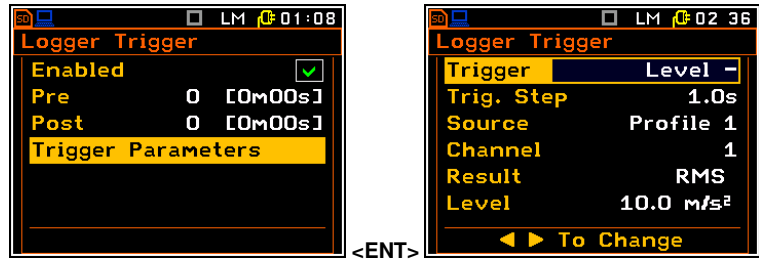 SD LM 01:08
Logger Trigger
Enabled
Pre 0 [0m00s]
Post 0 [0m00s]
Trigger Parameters
<ENT>
SD LM 02 36
Logger Trigger
Trigger Level -
Trig. Step 1.0s
Source Profile 1
Channel 1
Result RMS
Level 10.0 m/s²
◀ ▶ To Change